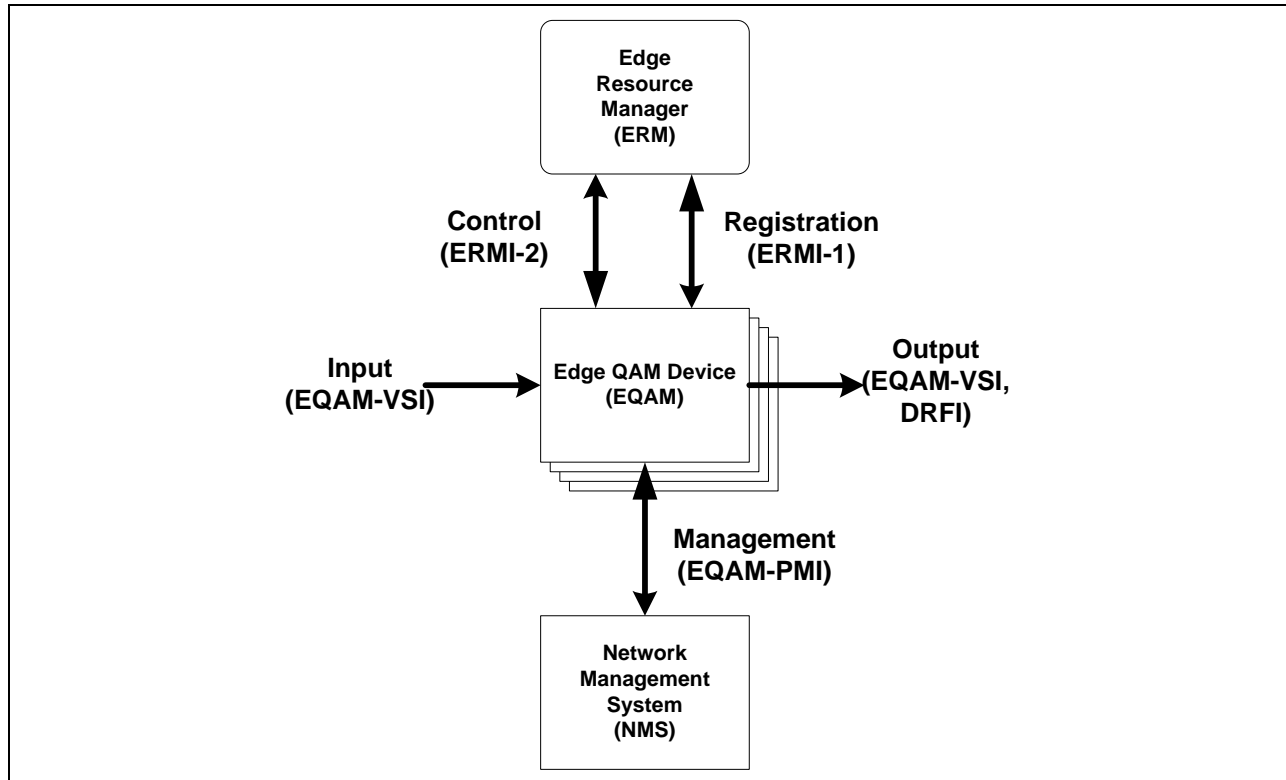 Edge
Resource
Manager
(ERM)
Control
(ERMI-2)
Registration
(ERMI-1)
Input
(EQAM-VSI)
Edge QAM Device
(EQAM)
Output
(EQAM-VSI,
DRFI)
Management
(EQAM-PMI)
Network
Management
System
(NMS)